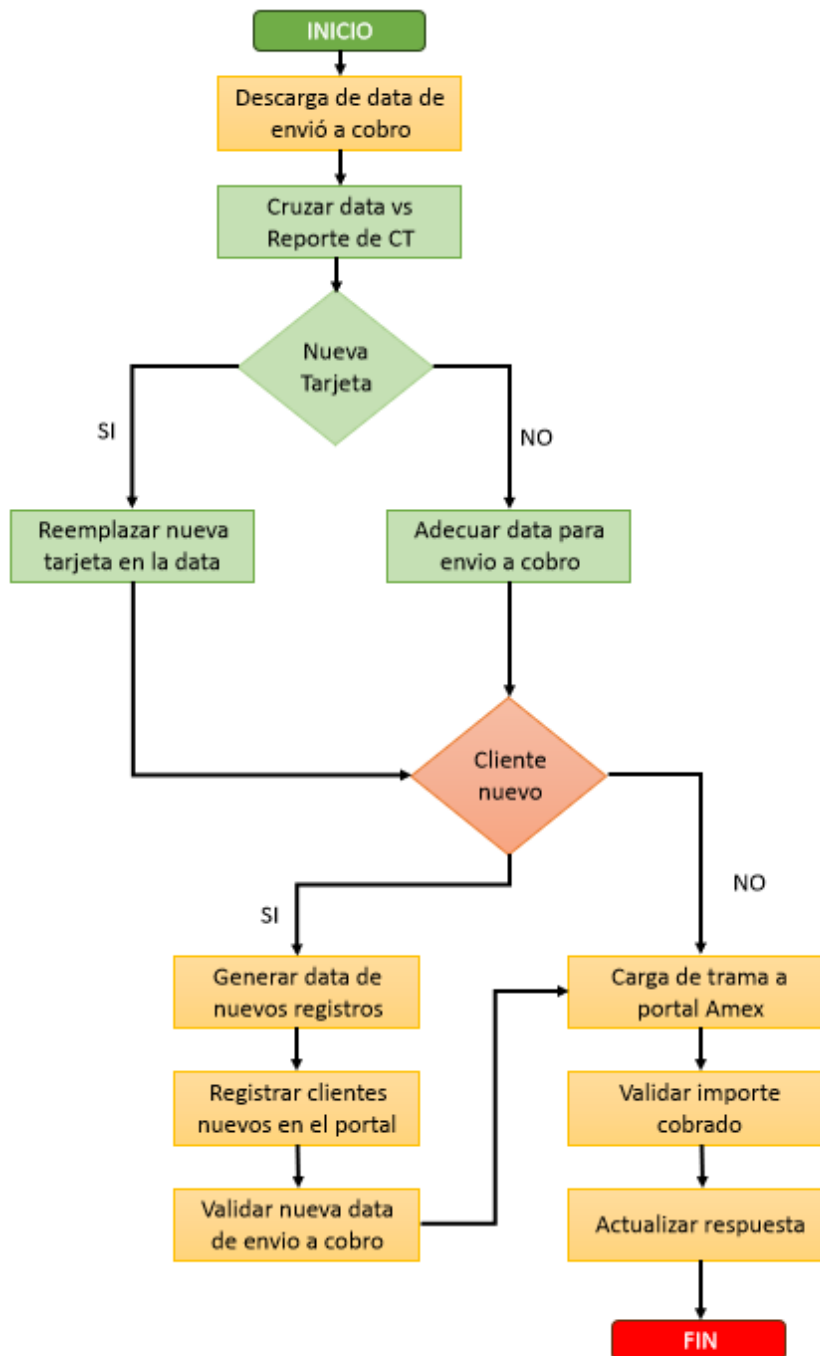 INICIO
Descarga de data de
envió a cobro
Cruzar data vs
Reporte de CT
Nueva
Tarjeta
SI
NO
Reemplazar nueva
tarjeta en la data
Adecuar data para
envio a cobro
Cliente
nuevo
SI
NO
Generar data de
nuevos registros
Carga de trama a
portal Amex
Registrar clientes
nuevos en el portal
Validar importe
cobrado
Validar nueva data
de envio a cobro
Actualizar respuesta
FIN